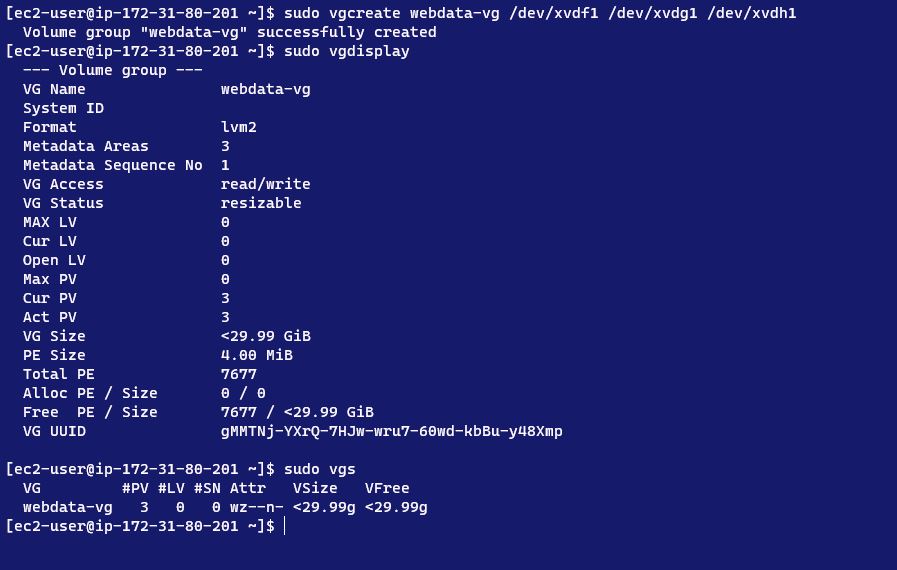 [ec2-user@ip-172-31-80-201 ~]$ sudo vgcreate webdata-vg /dev/xvdf1 /dev/xvdg1 /dev/xvdh1
  Volume group "webdata-vg" successfully created
[ec2-user@ip-172-31-80-201 ~]$ sudo vgdisplay
  --- Volume group ---
  VG Name               webdata-vg
  System ID
  Format                lvm2
  Metadata Areas        3
  Metadata Sequence No  1
  VG Access             read/write
  VG Status             resizable
  MAX LV                0
  Cur LV                0
  Open LV               0
  Max PV                0
  Cur PV                3
  Act PV                3
  VG Size               <29.99 GiB
  PE Size               4.00 MiB
  Total PE              7677
  Alloc PE / Size       0 / 0
  Free  PE / Size       7677 / <29.99 GiB
  VG UUID               gMMTNj-YXrQ-7HJw-wru7-60wd-kbBu-y48Xmp

[ec2-user@ip-172-31-80-201 ~]$ sudo vgs
  VG         #PV #LV #SN Attr   VSize   VFree
  webdata-vg   3   0   0 wz--n- <29.99g <29.99g
[ec2-user@ip-172-31-80-201 ~]$